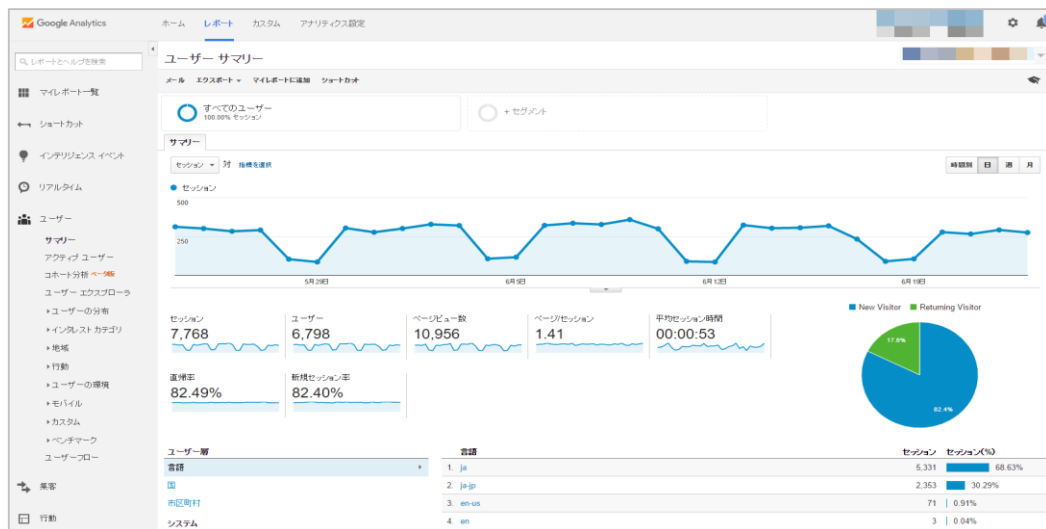 Google Analytics
ホーム レポート カスタム アナリティクス設定
レポートとヘルプを検索
マイレポート一覧
ショートカット
インテリジェンス イベント
リアルタイム
ユーザー
サマリー
アクティブ ユーザー
コホート分析 ベータ版
ユーザー エクスプローラ
ユーザーの分布
インタレスト カテゴリ
地域
行動
ユーザーの環境
モバイル
カスタム
ベンチマーク
ユーザーフロー
集客
行動
ユーザー サマリー
メール エクスポート マイレポートに追加 ショートカット
すべてのユーザー
100.00% セッション
+ セグメント
サマリー
セッション 対 指標を選択
時間別 日 週 月
セッション
500
250
5月29日 6月5日 6月12日 6月19日
New Visitor Returning Visitor
セッション
7,768
ユーザー
6,798
ページビュー数
10,956
ページ/セッション
1.41
平均セッション時間
00:00:53
直帰率
82.49%
新規セッション率
82.40%
17.6%
82.4%
ユーザー層
言語
国
市区町村
システム
言語 セッション セッション(%)
1. ja 5,331 68.63%
2. ja-jp 2,353 30.29%
3. en-us 71 0.91%
4. en 3 0.04%